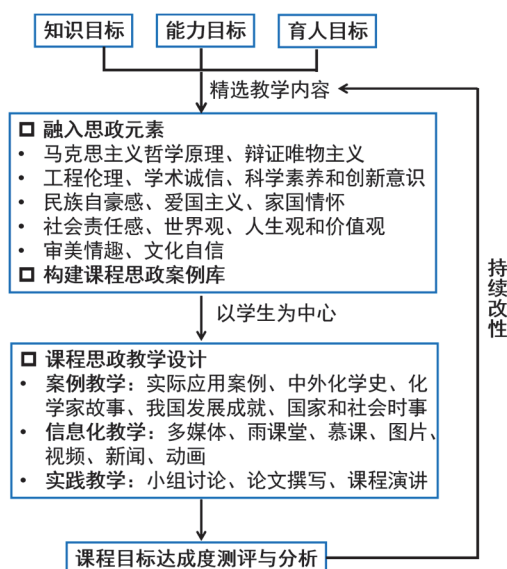 知识目标 能力目标 育人目标
精选教学内容
□ 融入思政元素
• 马克思主义哲学原理、辩证唯物主义
• 工程伦理、学术诚信、科学素养和创新意识
• 民族自豪感、爱国主义、家国情怀
• 社会责任感、世界观、人生观和价值观
• 审美情趣、文化自信
□ 构建课程思政案例库
持续改性
以学生为中心
□ 课程思政教学设计
• 案例教学：实际应用案例、中外化学史、化
学家故事、我国发展成就、国家和社会时事
• 信息化教学：多媒体、雨课堂、慕课、图片、
视频、新闻、动画
• 实践教学：小组讨论、论文撰写、课程演讲
课程目标达成度测评与分析